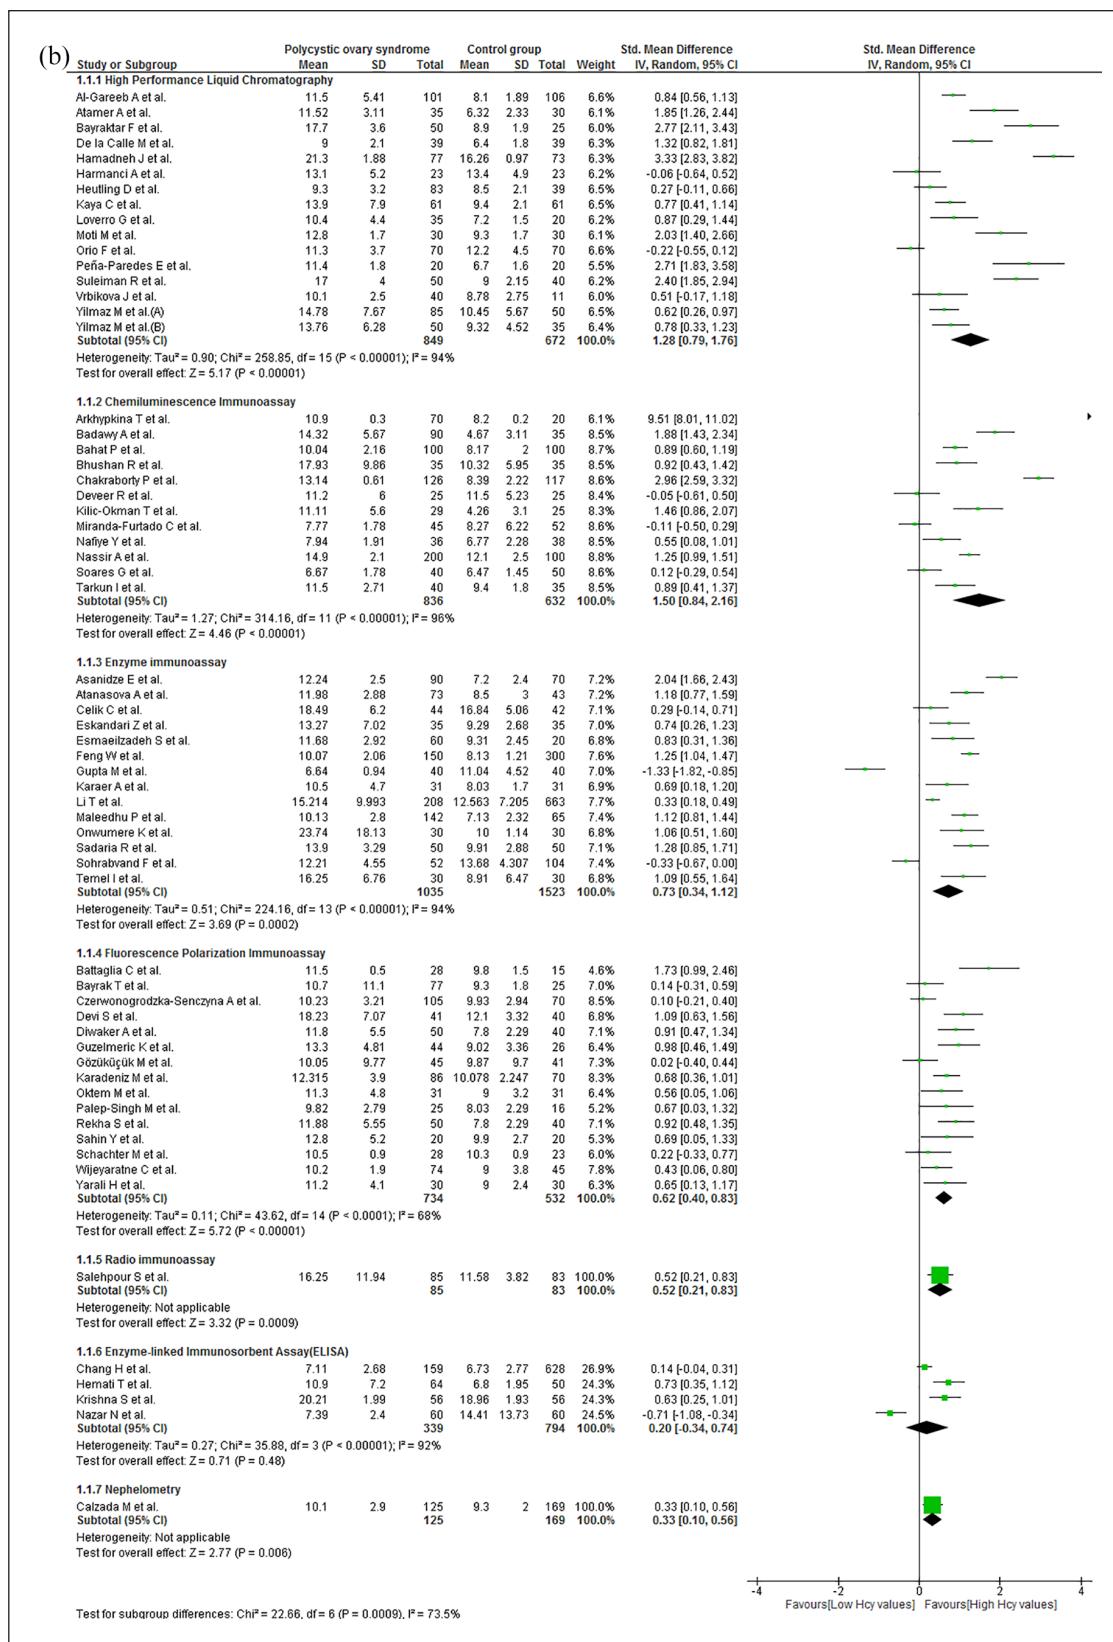 (b)
Polycystic ovary syndrome Control group Std. Mean Difference Std. Mean Difference
Study or Subgroup Mean SD Total Mean SD Total Weight IV, Random, 95% CI IV, Random, 95% CI
1.1.1 High Performance Liquid Chromatography
Al-Gareeb A et al. 11.5 5.41 101 8.1 1.89 106 6.6% 0.84 [0.56, 1.13]
Atamer A et al. 11.52 3.11 35 6.32 2.33 30 6.1% 1.85 [1.26, 2.44]
Bayraktar F et al. 17.7 3.6 50 8.9 1.9 25 6.0% 2.77 [2.11, 3.43]
De la Calle M et al. 9 2.1 39 6.4 1.8 39 6.3% 1.32 [0.82, 1.81]
Hamadneh J et al. 21.3 1.88 77 16.26 0.97 73 6.3% 3.33 [2.83, 3.82]
Harmanci A et al. 13.1 5.2 23 13.4 4.9 23 6.2% -0.06 [-0.64, 0.52]
Heutling D et al. 9.3 3.2 83 8.5 2.1 39 6.5% 0.27 [-0.11, 0.66]
Kaya C et al. 13.9 7.9 61 9.4 2.1 61 6.5% 0.77 [0.41, 1.14]
Loverro G et al. 10.4 4.4 35 7.2 1.5 20 6.2% 0.87 [0.29, 1.44]
Moti M et al. 12.8 1.7 30 9.3 1.7 30 6.1% 2.03 [1.40, 2.66]
Orio F et al. 11.3 3.7 70 12.2 4.5 70 6.5% -0.22 [-0.55, 0.12]
Peña-Paredes E et al. 11.4 1.8 20 6.7 1.6 20 5.5% 2.71 [1.83, 3.58]
Suleiman R et al. 17 4 50 9 2.15 40 6.2% 2.40 [1.85, 2.94]
Vrbikova J et al. 10.1 2.5 40 8.78 2.75 11 6.0% 0.51 [-0.17, 1.18]
Yilmaz M et al.(A) 14.78 7.67 85 10.45 5.67 50 6.5% 0.62 [0.26, 0.97]
Yilmaz M et al.(B) 13.76 6.28 50 9.32 4.52 35 6.4% 0.78 [0.33, 1.23]
Subtotal (95% CI) 849 672 100.0% 1.28 [0.79, 1.76]
Heterogeneity: Tau² = 0.90; Chi² = 258.85, df = 15 (P < 0.00001); I² = 94%
Test for overall effect: Z = 5.17 (P < 0.00001)
1.1.2 Chemiluminescence Immunoassay
Arkhypkina T et al. 10.9 0.3 70 8.2 0.2 20 6.1% 9.51 [8.01, 11.02]
Badawy A et al. 14.32 5.67 90 4.67 3.11 35 8.5% 1.88 [1.43, 2.34]
Bahat P et al. 10.04 2.16 100 8.17 2 100 8.7% 0.89 [0.60, 1.19]
Bhushan R et al. 17.93 9.86 35 10.32 5.95 35 8.4% 0.92 [0.43, 1.42]
Chakraborty P et al. 13.14 0.61 126 8.39 2.22 117 8.6% 2.96 [2.59, 3.32]
Deveer R et al. 11.2 6 25 11.5 5.23 25 8.4% -0.05 [-0.61, 0.50]
Kilic-Okman T et al. 11.11 5.6 29 4.26 3.1 25 8.3% 1.46 [0.86, 2.07]
Miranda-Furtado C et al. 7.77 1.78 45 8.27 6.22 52 8.6% -0.11 [-0.50, 0.29]
Nafiye Y et al. 7.94 1.91 36 6.77 2.28 38 8.5% 0.55 [0.08, 1.01]
Nassir A et al. 14.9 2.1 200 12.1 2.5 100 8.7% 1.25 [0.99, 1.51]
Soares G et al. 6.67 1.78 40 6.47 1.45 50 8.6% 0.12 [-0.29, 0.54]
Tarkun I et al. 11.5 2.71 40 9.4 1.8 35 8.5% 0.89 [0.41, 1.37]
Subtotal (95% CI) 836 632 100.0% 1.50 [0.84, 2.16]
Heterogeneity: Tau² = 1.27; Chi² = 314.16, df = 11 (P < 0.00001); I² = 96%
Test for overall effect: Z = 4.46 (P < 0.00001)
1.1.3 Enzyme immunoassay
Asanidze E et al. 12.24 2.5 90 7.2 2.4 70 7.2% 2.04 [1.66, 2.43]
Atanasova A et al. 11.98 2.88 73 8.5 3 43 7.2% 1.18 [0.77, 1.59]
Celik C et al. 18.49 6.2 44 16.84 5.06 42 7.2% 0.29 [-0.14, 0.71]
Eskandari Z et al. 13.27 7.02 35 9.29 2.68 35 7.0% 0.74 [0.26, 1.23]
Esmaeilzadeh S et al. 11.68 2.92 60 9.31 2.45 20 6.8% 0.83 [0.31, 1.36]
Feng W et al. 10.07 2.06 150 8.13 1.21 300 7.6% 1.25 [1.04, 1.47]
Gupta M et al. 6.64 0.94 40 11.04 4.52 40 7.0% -1.33 [-1.82, -0.85]
Karaer A et al. 10.5 4.7 31 8.03 1.7 31 6.9% 0.69 [0.18, 1.20]
Li T et al. 15.214 9.993 208 12.563 7.205 663 7.7% 0.33 [0.18, 0.49]
Maleedhu P et al. 10.13 2.8 142 7.13 2.32 65 7.4% 1.12 [0.81, 1.44]
Onwumere K et al. 23.74 18.13 30 10 1.14 30 6.8% 1.06 [0.51, 1.60]
Sadaria R et al. 13.9 3.29 50 9.91 2.88 50 7.1% 1.28 [0.85, 1.71]
Sohrabvand F et al. 12.21 4.55 52 13.68 4.307 104 7.4% -0.33 [-0.67, 0.00]
Temel I et al. 16.25 6.76 30 8.91 6.47 30 6.8% 1.09 [0.55, 1.64]
Subtotal (95% CI) 1035 1523 100.0% 0.73 [0.34, 1.12]
Heterogeneity: Tau² = 0.51; Chi² = 224.16, df = 13 (P < 0.00001); I² = 94%
Test for overall effect: Z = 3.69 (P = 0.0002)
1.1.4 Fluorescence Polarization Immunoassay
Battaglia C et al. 11.5 0.5 28 9.8 1.5 15 4.6% 1.73 [0.99, 2.46]
Bayrak T et al. 10.7 11.1 77 9.3 1.8 25 7.0% 0.14 [-0.31, 0.59]
Czerwonogrodzka-Senczyna A et al. 10.23 3.21 105 9.93 2.94 70 8.5% 0.10 [-0.21, 0.40]
Devi S et al. 18.23 7.07 41 12.1 3.32 40 6.9% 1.09 [0.63, 1.56]
Diwaker A et al. 11.8 5.5 50 7.8 2.29 40 7.1% 0.91 [0.47, 1.34]
Guzelmeric K et al. 13.3 4.81 44 9.02 3.36 26 6.5% 0.98 [0.46, 1.49]
Gözüküçük M et al. 10.05 9.77 45 9.87 9.7 41 7.2% 0.02 [-0.40, 0.44]
Karadeniz M et al. 12.315 3.9 86 10.078 2.247 70 8.3% 0.68 [0.36, 1.01]
Oktem M et al. 11.3 4.8 31 9 3.2 31 6.6% 0.56 [0.05, 1.06]
Palep-Singh M et al. 9.82 2.79 25 8.03 2.29 16 5.2% 0.67 [0.03, 1.32]
Rekha S et al. 11.88 5.55 50 7.8 2.29 40 7.1% 0.92 [0.48, 1.35]
Sahin Y et al. 12.8 5.2 20 9.9 2.7 20 5.3% 0.69 [0.05, 1.33]
Schachter M et al. 10.5 0.9 28 10.3 0.9 23 6.1% 0.22 [-0.33, 0.77]
Wijeyaratne C et al. 10.2 1.9 74 9 3.8 45 7.8% 0.43 [0.06, 0.80]
Yarali H et al. 11.2 4.1 30 9 2.4 30 6.5% 0.65 [0.13, 1.17]
Subtotal (95% CI) 734 532 100.0% 0.62 [0.40, 0.83]
Heterogeneity: Tau² = 0.11; Chi² = 43.62, df = 14 (P < 0.0001); I² = 68%
Test for overall effect: Z = 5.72 (P < 0.00001)
1.1.5 Radio immunoassay
Salehpour S et al. 16.25 11.94 85 11.58 3.82 83 100.0% 0.52 [0.21, 0.83]
Subtotal (95% CI) 85 83 100.0% 0.52 [0.21, 0.83]
Heterogeneity: Not applicable
Test for overall effect: Z = 3.32 (P = 0.0009)
1.1.6 Enzyme-linked Immunosorbent Assay(ELISA)
Chang H et al. 7.11 2.68 159 6.73 2.77 628 26.9% 0.14 [-0.04, 0.31]
Hemati T et al. 10.9 7.2 64 6.8 1.95 50 24.3% 0.73 [0.35, 1.12]
Krishna S et al. 20.21 1.99 56 18.96 1.93 56 24.3% 0.63 [0.25, 1.01]
Nazar N et al. 7.39 2.4 60 14.41 13.73 60 24.5% -0.71 [-1.08, -0.34]
Subtotal (95% CI) 339 794 100.0% 0.20 [-0.34, 0.74]
Heterogeneity: Tau² = 0.27; Chi² = 35.88, df = 3 (P < 0.00001); I² = 92%
Test for overall effect: Z = 0.71 (P = 0.48)
1.1.7 Nephelometry
Calzada M et al. 10.1 2.9 125 9.3 2 169 100.0% 0.33 [0.10, 0.56]
Subtotal (95% CI) 125 169 100.0% 0.33 [0.10, 0.56]
Heterogeneity: Not applicable
Test for overall effect: Z = 2.77 (P = 0.006)
-4 -2 0 2 4
Favours[Low Hcy values] Favours[High Hcy values]
Test for subgroup differences: Chi² = 22.66, df = 6 (P = 0.0009), I² = 73.5%